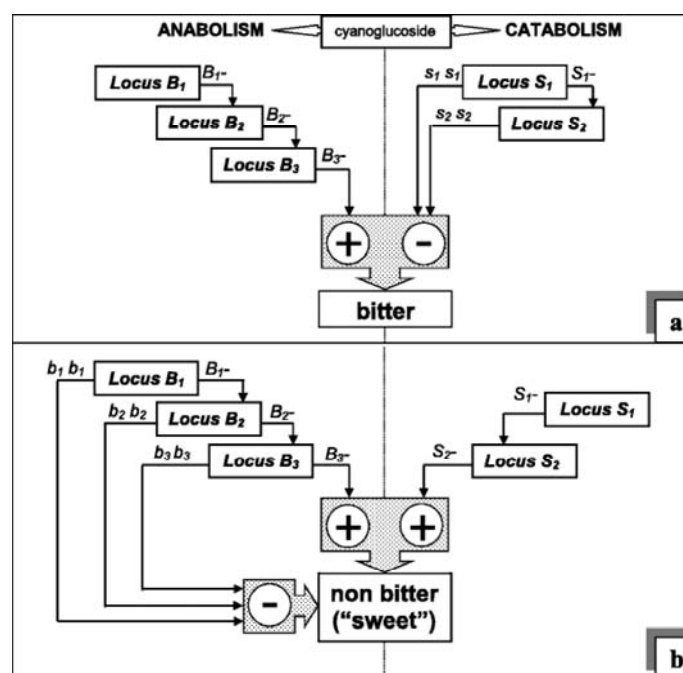 ANABOLISM cyanoglucoside CATABOLISM
Locus B₁ B₁- s₁ s₁ Locus S₁ S₁-
Locus B₂ B₂- s₂ s₂ Locus S₂
Locus B₃ B₃-
+ -
bitter
a
b₁ b₁ Locus B₁ B₁-
b₂ b₂ Locus B₂ B₂- S₁- Locus S₁
b₃ b₃ Locus B₃ B₃- S₂- Locus S₂
+ +
- non bitter
("sweet")
b